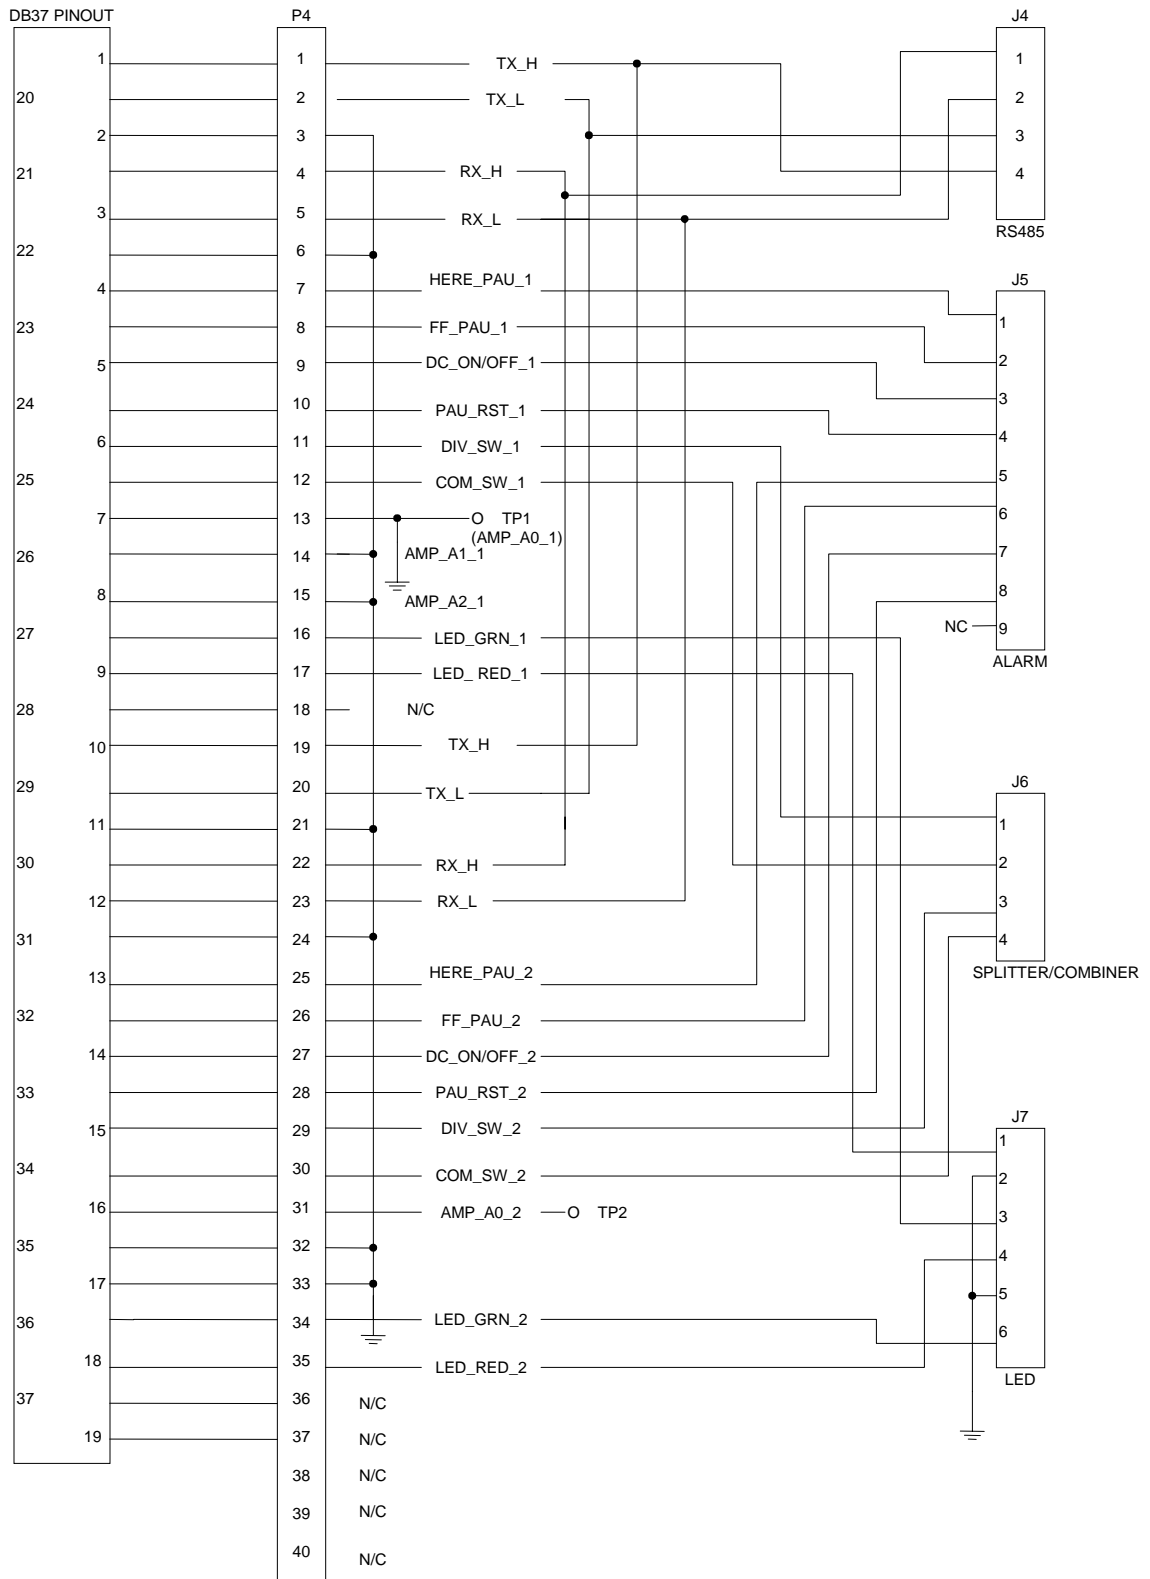 DB37 PINOUT P4 J4
1 1 TX_H 1
20 2 TX_L 2
2 3 3
21 4 RX_H 4
3 5 RX_L
RS485
22 6
4 7 HERE_PAU_1 J5
23 8 FF_PAU_1 1
5 9 DC_ON/OFF_1 2
24 10 PAU_RST_1 3
6 11 DIV_SW_1 4
25 12 COM_SW_1 5
7 13 O TP1 6
(AMP_A0_1)
26 14 AMP_A1_1 7
8 15 AMP_A2_1 8
27 16 LED_GRN_1 NC 9
ALARM
9 17 LED_ RED_1
28 18 N/C
10 19 TX_H
29 20 TX_L J6
11 21 1
30 22 RX_H 2
12 23 RX_L 3
31 24 4
13 25 HERE_PAU_2 SPLITTER/COMBINER
32 26 FF_PAU_2
14 27 DC_ON/OFF_2
33 28 PAU_RST_2
15 29 DIV_SW_2 J7
1
34 30 COM_SW_2 2
16 31 AMP_A0_2 O TP2 3
35 32 4
17 33 5
36 34 LED_GRN_2 6
18 35 LED_RED_2 LED
37 36 N/C
19 37 N/C
38 N/C
39 N/C
40 N/C